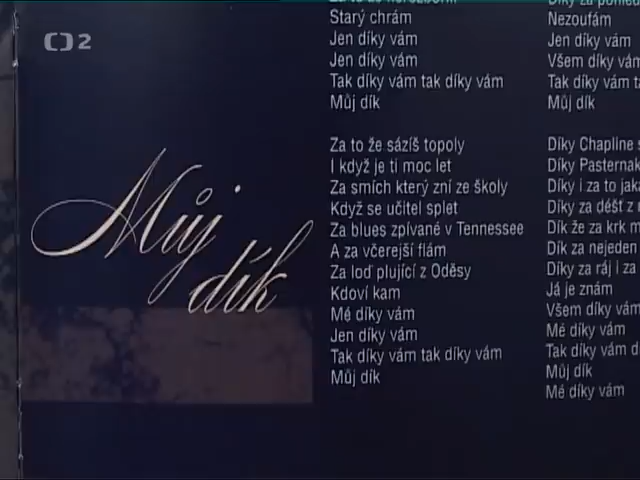 2
Můj
dík
Starý chrám
Jen díky vám
Jen díky vám
Tak díky vám tak díky vám
Můj dík
Za to že sázíš topoly
I když je ti moc let
Za smích který zní ze školy
Když se učitel splet
Za blues zpívané v Tennessee
A za včerejší flám
Za loď plující z Oděsy
Kdoví kam
Mé díky vám
Jen díky vám
Tak díky vám tak díky vám
Můj dík
Nezoufám
Jen díky vám
Všem díky vám
Tak díky vám
Můj dík
Díky Chapline
Díky
Díky i za to
Díky za déšť z
Dík že za krk
Dík za nejeden
Díky za ráj i za
Já je znám
Všem díky vám
Mé díky vám
Tak díky vám
Můj dík
Mé díky vám